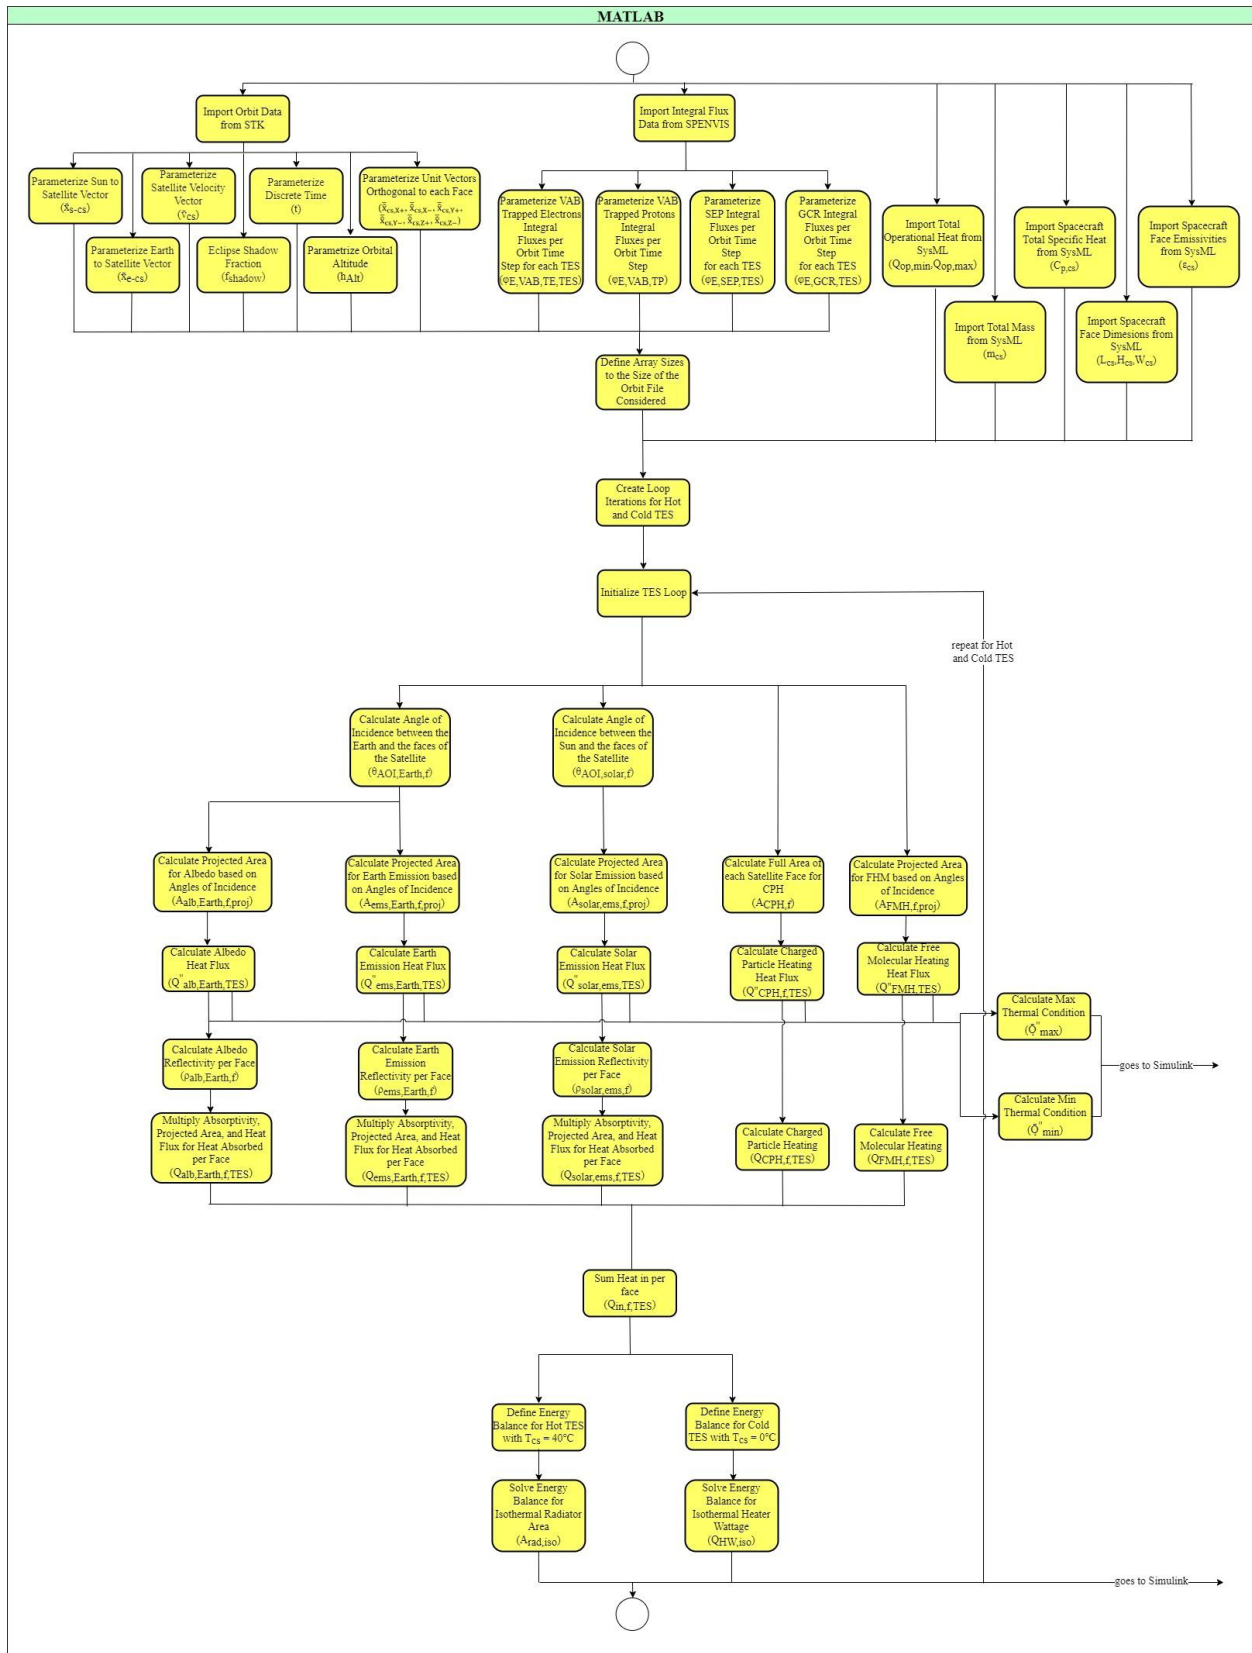 MATLAB
Import Orbit Data
from STK
Import Integral Flux
Data from SPENVIS
Parameterize Sun to
Satellite Vector
(x̄s-cs)
Parameterize
Satellite Velocity
Vector
(v̄cs)
Parameterize
Discrete Time
(t)
Parameterize Unit Vectors
Orthogonal to each Face
(x̄cs,X+, x̄cs,X−, x̄cs,Y+,
x̄cs,Y−, x̄cs,Z+, x̄cs,Z−)
Parameterize Earth
to Satellite Vector
(x̄e-cs)
Eclipse Shadow
Fraction
(fshadow)
Parametrize Orbital
Altitude
(hAlt)
Parameterize VAB
Trapped Electrons
Integral
Fluxes per
Orbit Time
Step for each TES
(φE,VAB,TE,TES)
Parameterize VAB
Trapped Protons
Integral
Fluxes per
Orbit Time
Step
(φE,VAB,TP)
Parameterize
SEP Integral
Fluxes per
Orbit Time
Step
for each TES
(φE,SEP,TES)
Parameterize
GCR Integral
Fluxes per
Orbit Time
Step
for each TES
(φE,GCR,TES)
Import Total
Operational Heat from
SysML
(Qop,min,Qop,max)
Import Spacecraft
Total Specific Heat
from SysML
(Cp,cs)
Import Spacecraft
Face Emissivities
from SysML
(εcs)
Import Total Mass
from SysML
(mcs)
Import Spacecraft
Face Dimesions from
SysML
(Lcs,Hcs,Wcs)
Define Array Sizes
to the Size of the
Orbit File
Considered
Create Loop
Iterations for Hot
and Cold TES
Initialize TES Loop
repeat for Hot
and Cold TES
Calculate Angle of
Incidence between the
Earth and the faces of
the Satellite
(θAOI,Earth,f)
Calculate Angle of
Incidence between the
Sun and the faces of
the Satellite
(θAOI,solar,f)
Calculate Projected Area
for Albedo based on
Angles of Incidence
(Aalb,Earth,f,proj)
Calculate Projected Area
for Earth Emission based
on Angles of Incidence
(Aems,Earth,f,proj)
Calculate Projected Area
for Solar Emission based
on Angles of Incidence
(Asolar,ems,f,proj)
Calculate Full Area of
each Satellite Face for
CPH
(ACPH,f)
Calculate Projected Area
for FHM based on Angles
of Incidence
(AFMH,f,proj)
Calculate Albedo
Heat Flux
(Q"alb,Earth,TES)
Calculate Earth
Emission Heat Flux
(Q"ems,Earth,TES)
Calculate Solar
Emission Heat Flux
(Q"solar,ems,TES)
Calculate Charged
Particle Heating
Heat Flux
(Q"CPH,f,TES)
Calculate Free
Molecular Heating
Heat Flux
(Q"FMH,TES)
Calculate Max
Thermal Condition
(Q̄"max)
goes to Simulink
Calculate Albedo
Reflectivity per Face
(ρalb,Earth,f)
Calculate Earth
Emission
Reflectivity per Face
(ρems,Earth,f)
Calculate Solar
Emission Reflectivity
per Face
(ρsolar,ems,f)
Calculate Min
Thermal Condition
(Q̄"min)
Multiply Absorptivity,
Projected Area, and Heat
Flux for Heat Absorbed
per Face
(Qalb,Earth,f,TES)
Multiply Absorptivity,
Projected Area, and Heat
Flux for Heat Absorbed
per Face
(Qems,Earth,f,TES)
Multiply Absorptivity,
Projected Area, and Heat
Flux for Heat Absorbed
per Face
(Qsolar,ems,f,TES)
Calculate Charged
Particle Heating
(QCPH,f,TES)
Calculate Free
Molecular Heating
(QFMH,f,TES)
Sum Heat in per
face
(Qin,f,TES)
Define Energy
Balance for Hot TES
with Tcs = 40°C
Define Energy
Balance for Cold
TES with Tcs = 0°C
Solve Energy
Balance for
Isothermal Radiator
Area
(Arad,iso)
Solve Energy
Balance for
Isothermal Heater
Wattage
(QHW,iso)
goes to Simulink